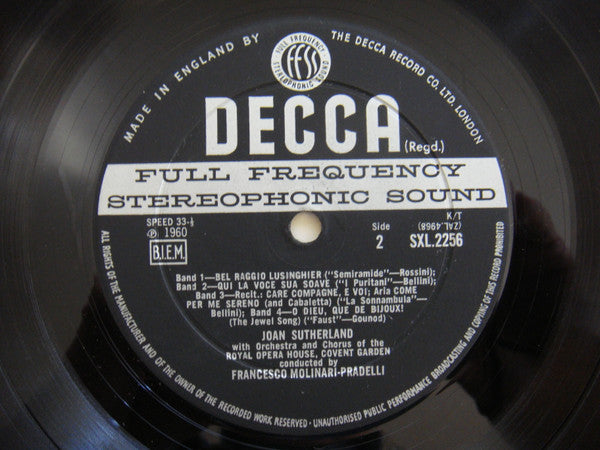 MADE IN ENGLAND BY
FULL FREQUENCY
ffss
STEREOPHONIC SOUND
THE DECCA RECORD CO. LTD. LONDON
DECCA (Regd.)
FULL FREQUENCY
STEREOPHONIC SOUND
SPEED 33-⅓
Ⓟ 1960
B.I.E.M.
Side
2
K/T
(ZAL.4968)
SXL.2256
Band 1—BEL RAGGIO LUSINGHIER ("Semiramide"—Rossini);
Band 2—QUI LA VOCE SUA SOAVE ("I Puritani"—Bellini);
Band 3—Recit.: CARE COMPAGNE, E VOI; Aria COME
PER ME SERENO (and Cabaletta) ("La Sonnambula"—
Bellini); Band 4—O DIEU, QUE DE BIJOUX!
(The Jewel Song) ("Faust"—Gounod)
JOAN SUTHERLAND
with Orchestra and Chorus of the
ROYAL OPERA HOUSE, COVENT GARDEN
conducted by
FRANCESCO MOLINARI-PRADELLI
ALL RIGHTS OF THE MANUFACTURER AND OF THE OWNER OF THE RECORDED WORK RESERVED · UNAUTHORISED PUBLIC PERFORMANCE BROADCASTING AND COPYING OF THIS RECORD PROHIBITED